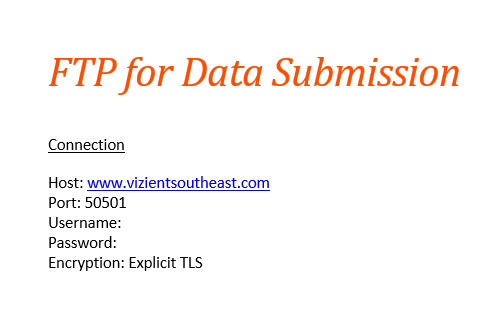 FTP for Data Submission
Connection
Host: www.vizientsoutheast.com
Port: 50501
Username:
Password:
Encryption: Explicit TLS